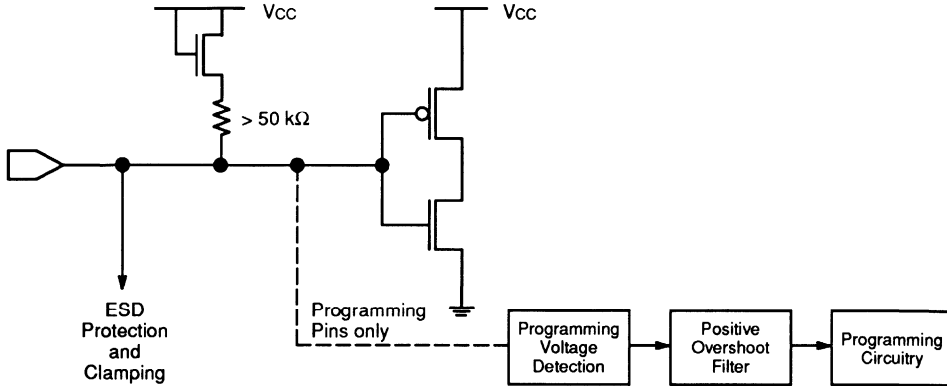 VCC
VCC
> 50 kΩ
ESD
Protection
and
Clamping
Programming
Pins only
Programming
Voltage
Detection
Positive
Overshoot
Filter
Programming
Circuitry